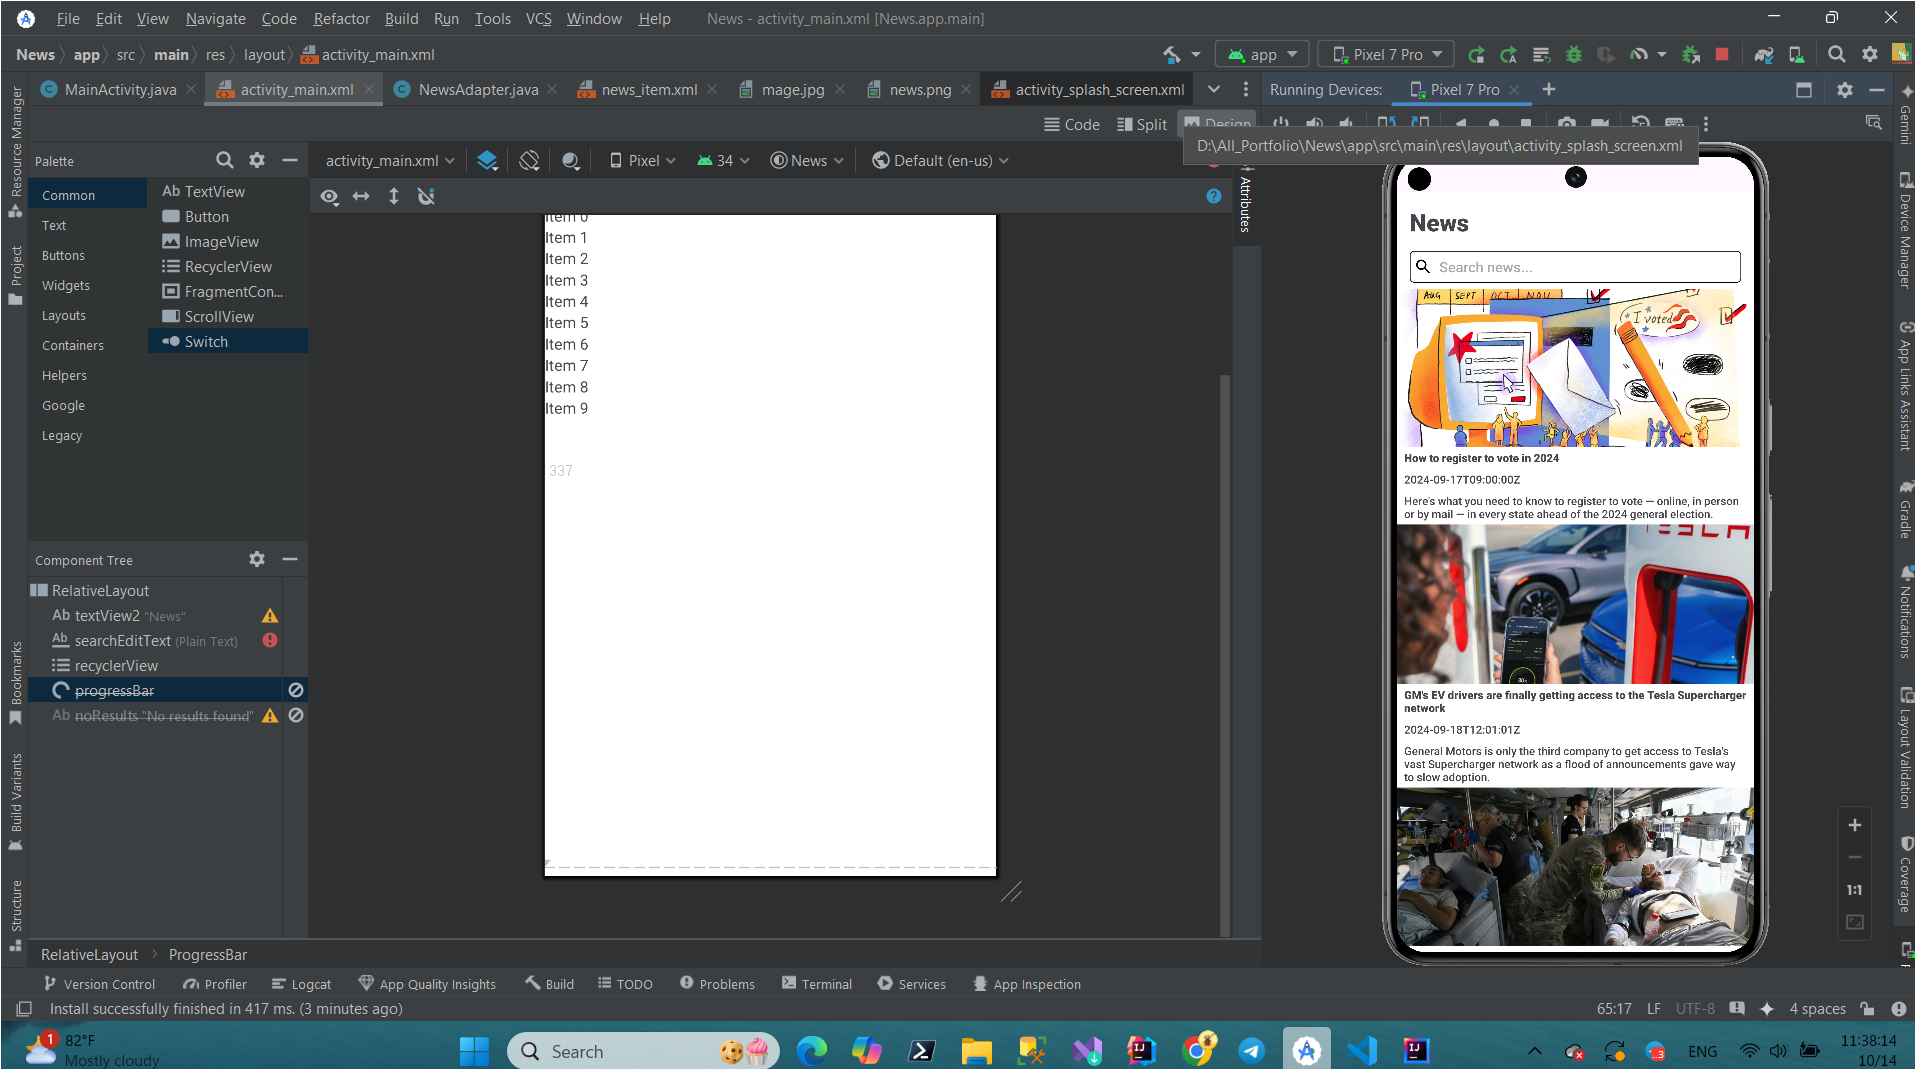 File Edit View Navigate Code Refactor Build Run Tools VCS Window Help News - activity_main.xml [News.app.main]
News app src main res layout activity_main.xml
app Pixel 7 Pro
MainActivity.java activity_main.xml NewsAdapter.java news_item.xml mage.jpg news.png activity_splash_screen.xml
Running Devices: Pixel 7 Pro
Code Split Design
D:\All_Portfolio\News\app\src\main\res\layout\activity_splash_screen.xml
Resource Manager
Project
Bookmarks
Build Variants
Structure
Palette
Common
Text
Buttons
Widgets
Layouts
Containers
Helpers
Google
Legacy
Ab TextView
Button
ImageView
RecyclerView
FragmentCon...
ScrollView
Switch
activity_main.xml Pixel 34 News Default (en-us)
Attributes
Item 0
Item 1
Item 2
Item 3
Item 4
Item 5
Item 6
Item 7
Item 8
Item 9
337
Component Tree
RelativeLayout
Ab textView2 "News"
Ab searchEditText (Plain Text)
recyclerView
progressBar
Ab noResults "No results found"
News
Search news...
AUG SEPT OCT NOV
I voted
How to register to vote in 2024
2024-09-17T09:00:00Z
Here's what you need to know to register to vote — online, in person
or by mail — in every state ahead of the 2024 general election.
TESLA
GM's EV drivers are finally getting access to the Tesla Supercharger
network
2024-09-18T12:01:01Z
General Motors is only the third company to get access to Tesla's
vast Supercharger network as a flood of announcements gave way
to slow adoption.
1:1
Gemini
Device Manager
App Links Assistant
Gradle
Notifications
Layout Validation
Coverage
RelativeLayout ProgressBar
Version Control Profiler Logcat App Quality Insights Build TODO Problems Terminal Services App Inspection
Install successfully finished in 417 ms. (3 minutes ago)
65:17 LF UTF-8 4 spaces
1
82°F
Mostly cloudy
Search
ENG
11:38:14
10/14